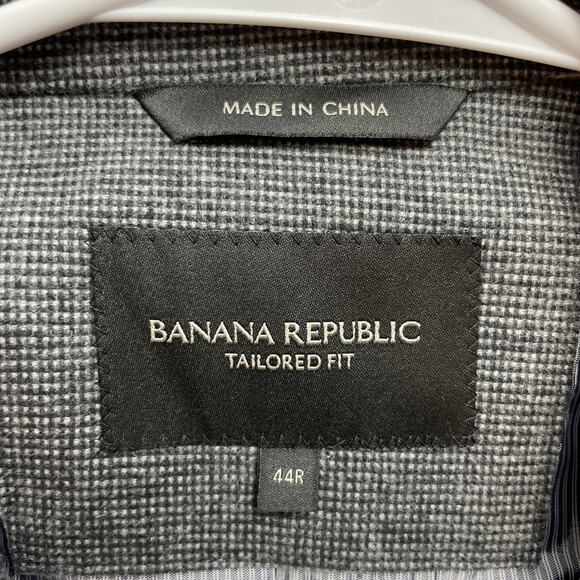 MADE IN CHINA
BANANA REPUBLIC
TAILORED FIT
44R